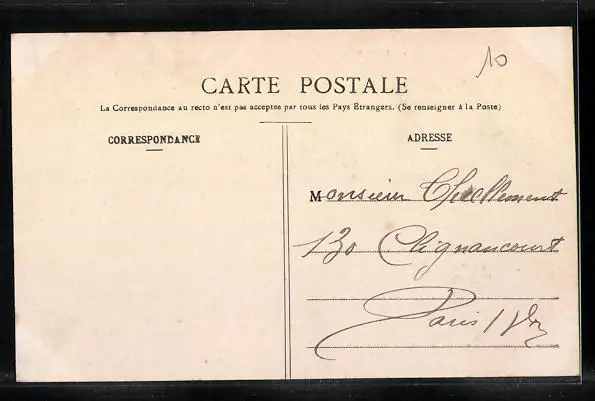 10
CARTE POSTALE
La Correspondance au recto n'est pas acceptée par tous les Pays Etrangers. (Se renseigner à la Poste)
CORRESPONDANCE
ADRESSE
Monsieur
130 Clignancourt
Paris